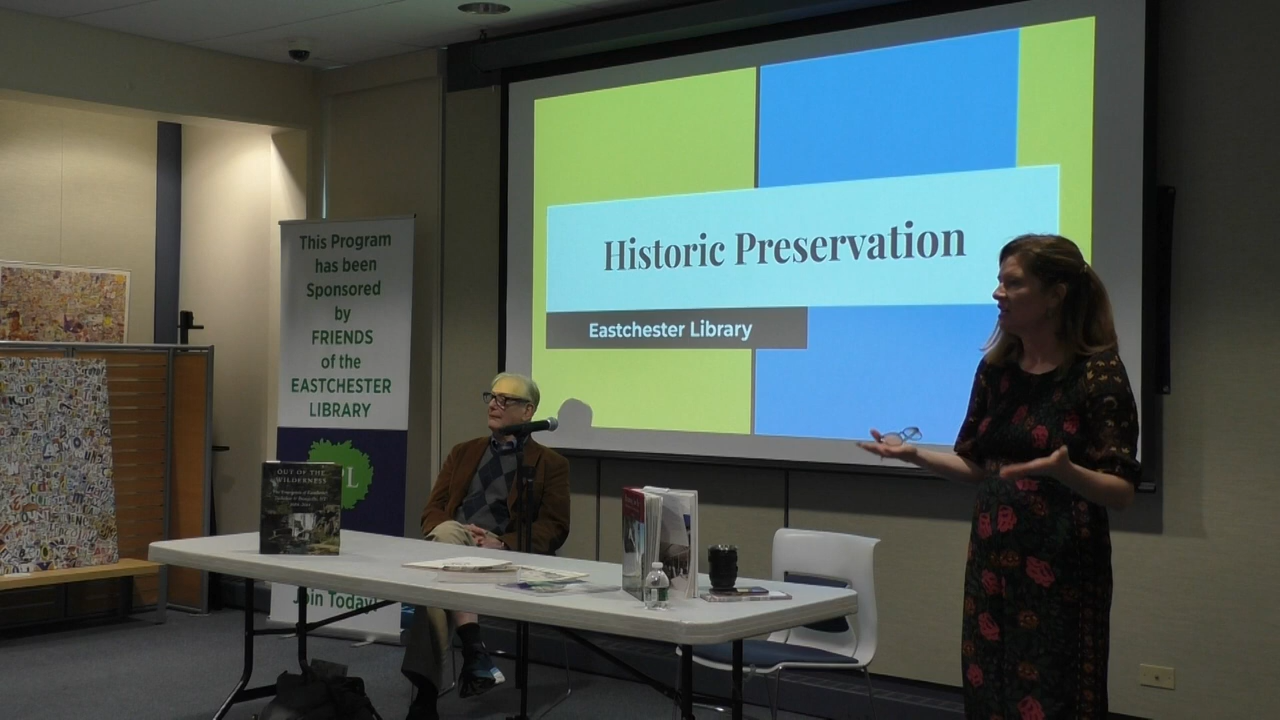 Historic Preservation
Eastchester Library
This Program
has been
Sponsored
by
FRIENDS
of the
EASTCHESTER
LIBRARY
Join Today!
OUT OF THE
WILDERNESS